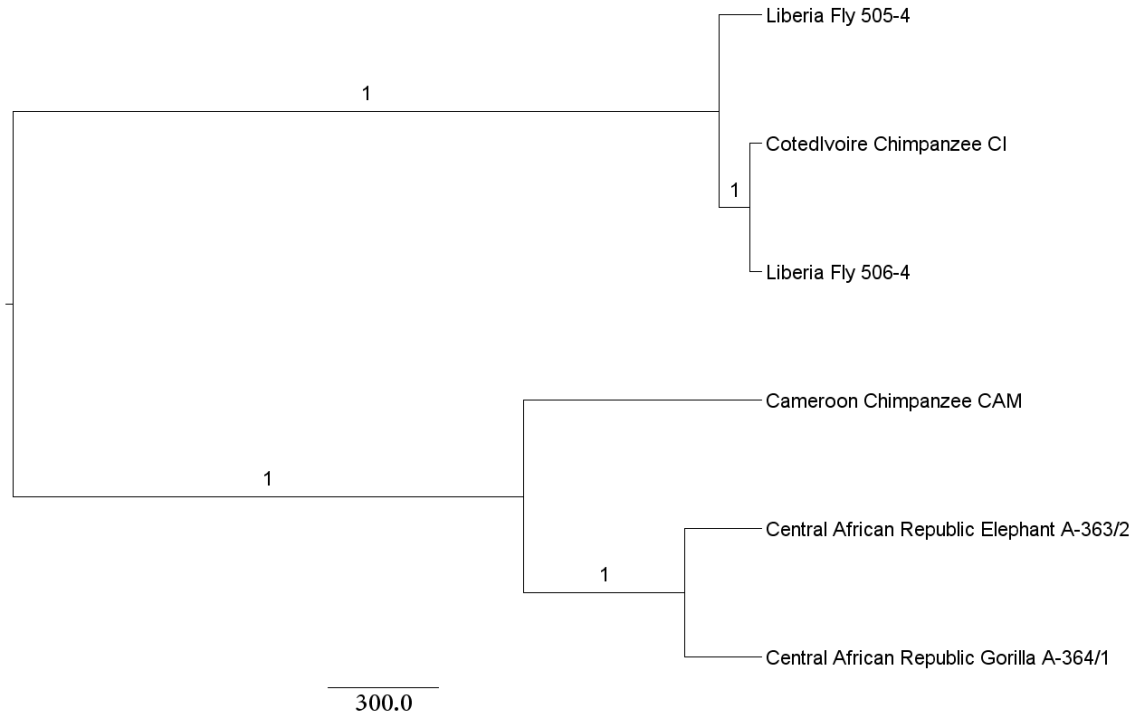 Liberia Fly 505-4
1
CotedIvoire Chimpanzee CI
1
Liberia Fly 506-4
Cameroon Chimpanzee CAM
1
Central African Republic Elephant A-363/2
1
Central African Republic Gorilla A-364/1
300.0